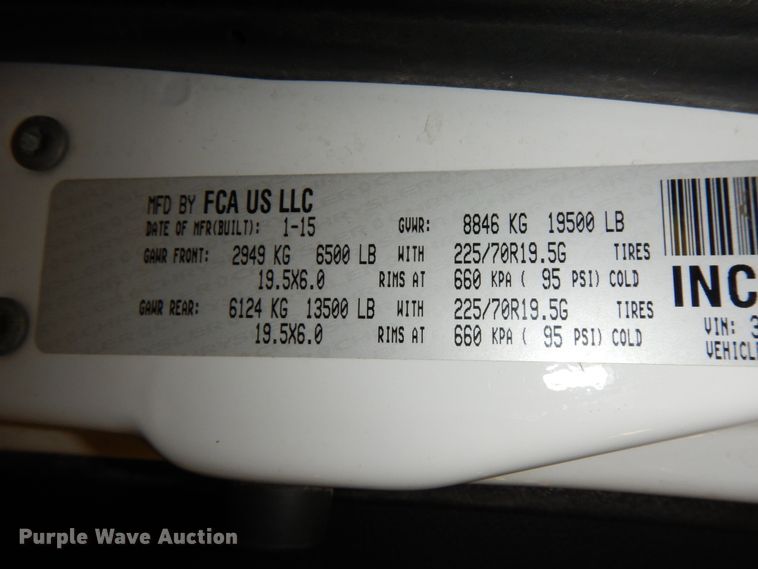 MFD BY FCA US LLC
DATE OF MFR(BUILT): 1-15 GVWR: 8846 KG 19500 LB
GAWR FRONT: 2949 KG 6500 LB WITH 225/70R19.5G TIRES
19.5X6.0 RIMS AT 660 KPA ( 95 PSI) COLD
GAWR REAR: 6124 KG 13500 LB WITH 225/70R19.5G TIRES
19.5X6.0 RIMS AT 660 KPA ( 95 PSI) COLD
INC
VIN: 3
VEHICLE
Purple Wave Auction